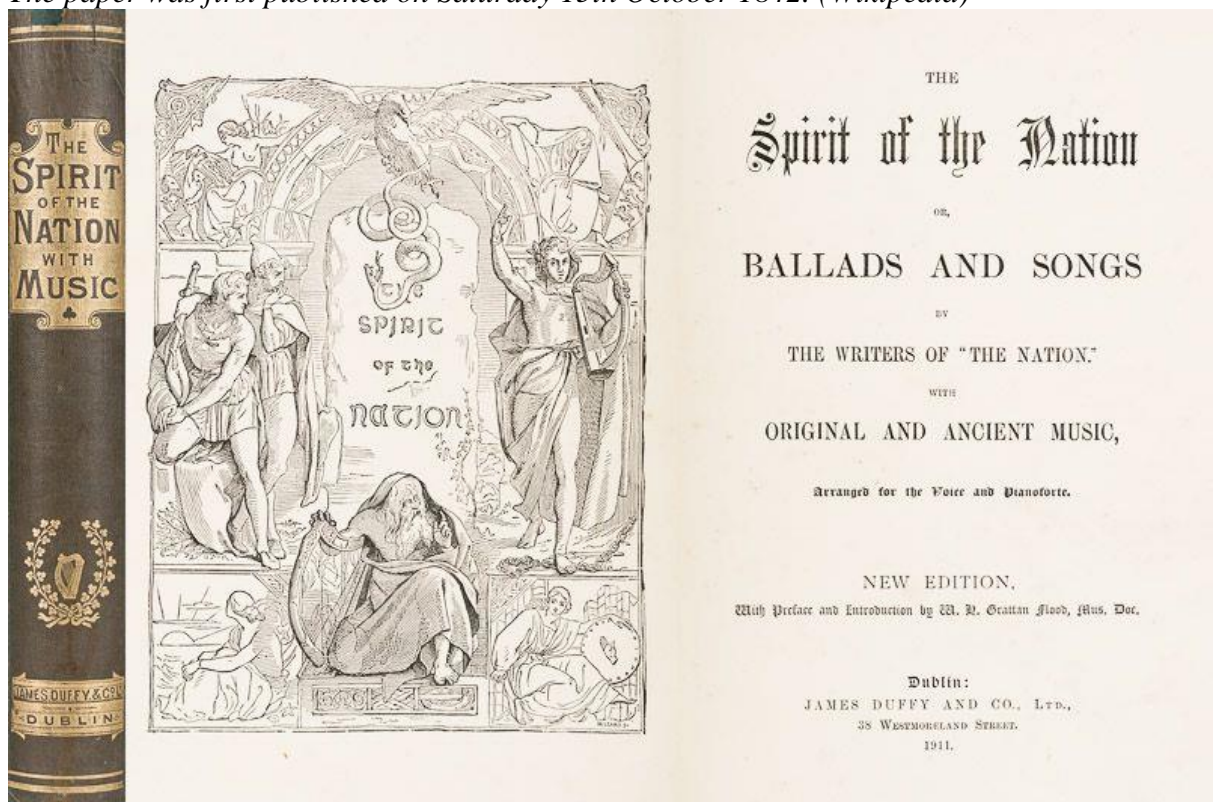 The paper was first published on Saturday 15th October 1842. (Wikipedia)
THE
SPIRIT
OF THE
NATION
WITH
MUSIC
JAMES DUFFY & CO LD
DUBLIN
SPIRIT
OF THE
NATION
THE
Spirit of the Nation
OR,
BALLADS AND SONGS
BY
THE WRITERS OF "THE NATION."
WITH
ORIGINAL AND ANCIENT MUSIC,
Arranged for the Voice and Pianoforte.
NEW EDITION,
With Preface and Introduction by W. H. Grattan Flood, Mus. Doc.
Dublin:
JAMES DUFFY AND CO., LTD.,
38 WESTMORELAND STREET.
1911.